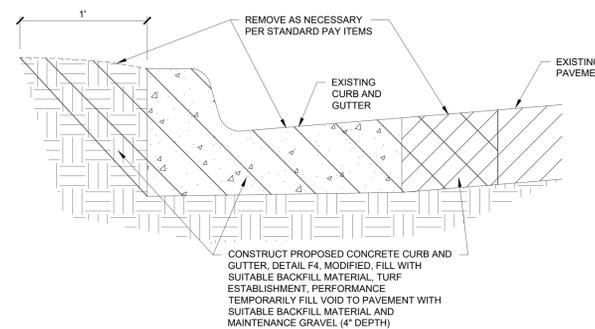 1'
REMOVE AS NECESSARY
PER STANDARD PAY ITEMS
EXISTING
CURB AND
GUTTER
EXISTING
CONSTRUCT PROPOSED CONCRETE CURB AND
GUTTER, DETAIL F4, MODIFIED, FILL WITH
SUITABLE BACKFILL MATERIAL, TURF
ESTABLISHMENT, PERFORMANCE
TEMPORARILY FILL VOID TO PAVEMENT WITH
SUITABLE BACKFILL MATERIAL AND
MAINTENANCE GRAVEL (4" DEPTH)